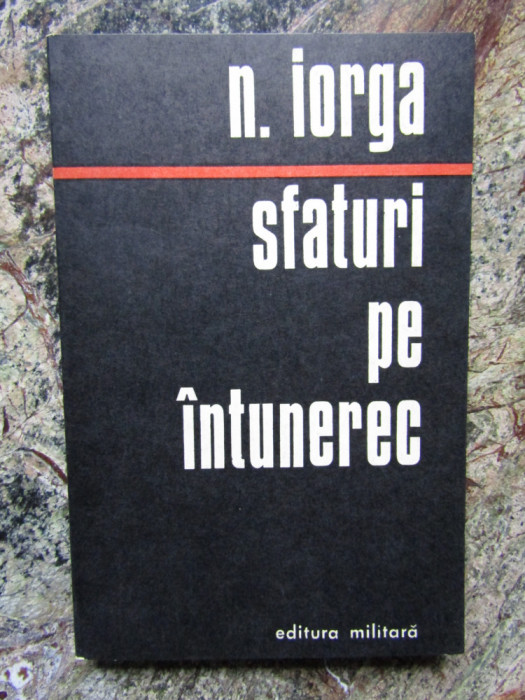 n. iorga
sfaturi
pe
întunerec
editura militară